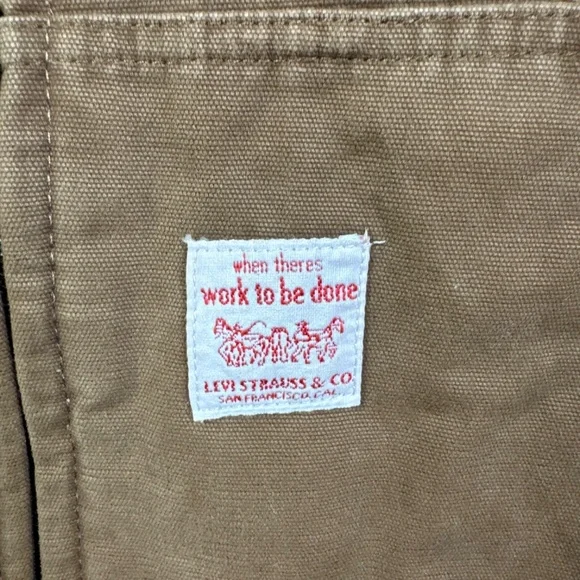 when theres
work to be done
LEVI STRAUSS & CO.
SAN FRANCISCO, CAL.